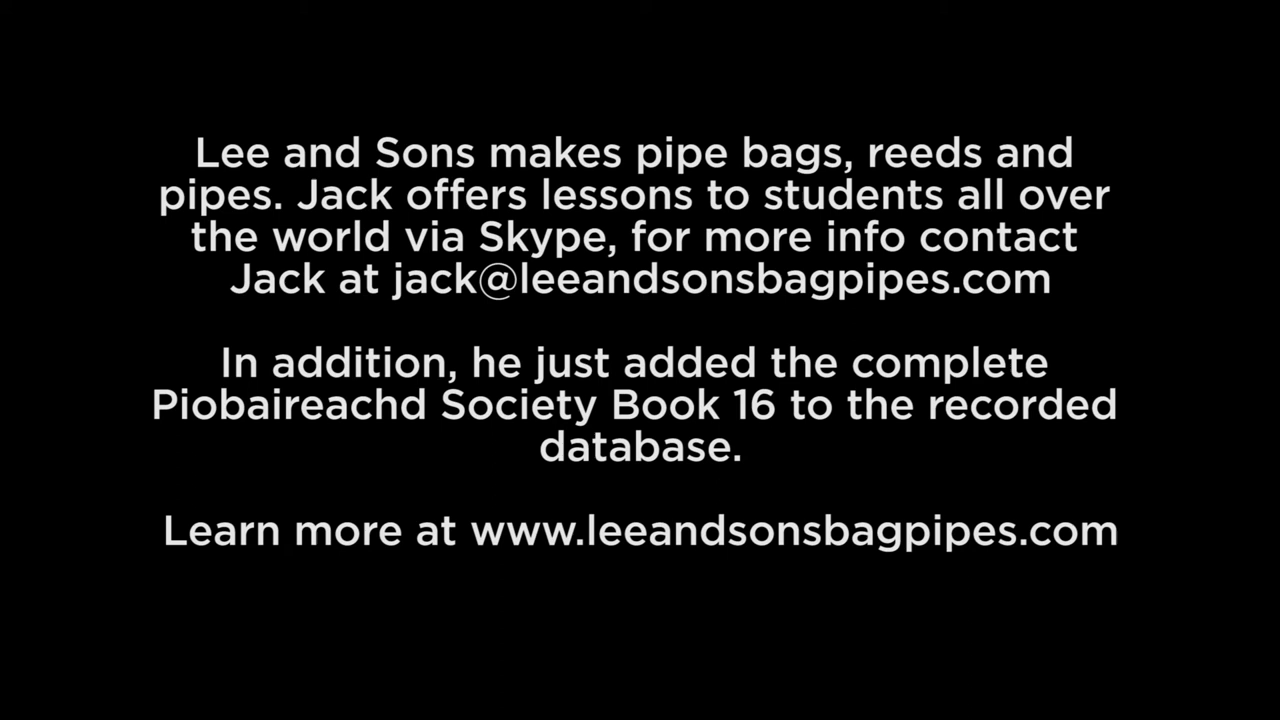 Lee and Sons makes pipe bags, reeds and
pipes. Jack offers lessons to students all over
the world via Skype, for more info contact
Jack at jack@leeandsonsbagpipes.com
In addition, he just added the complete
Piobaireachd Society Book 16 to the recorded
database.
Learn more at www.leeandsonsbagpipes.com